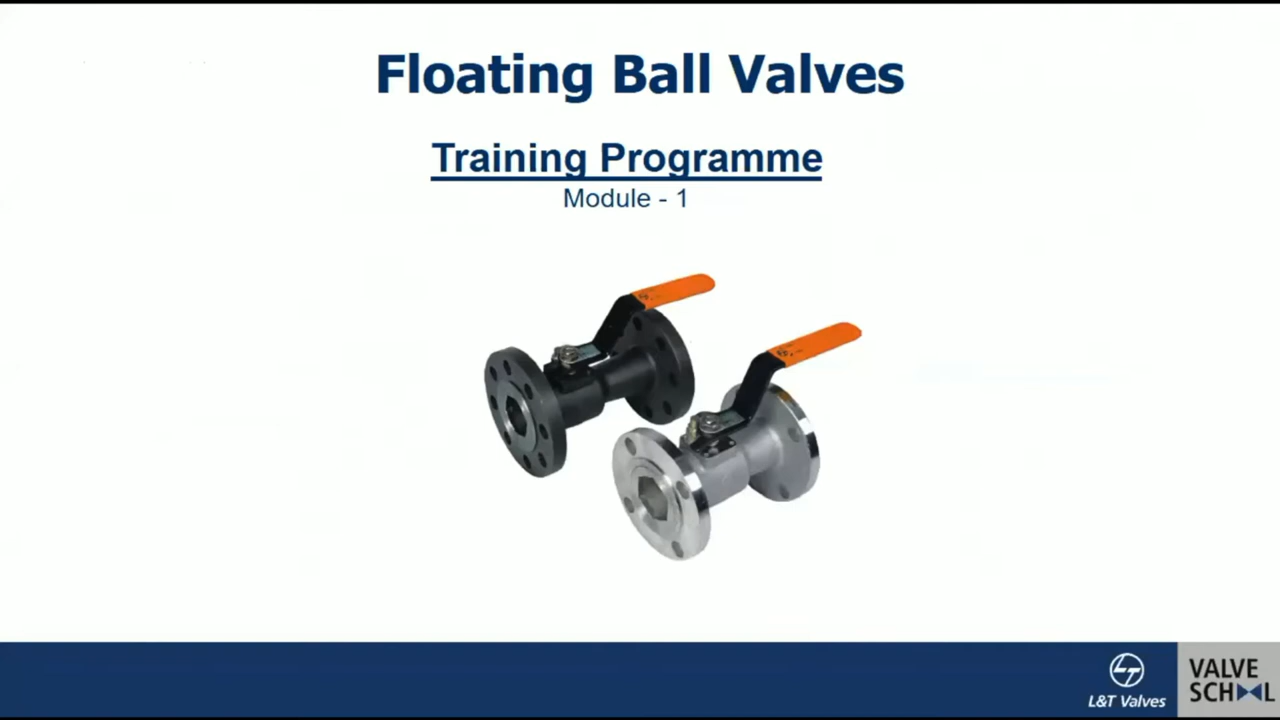 Floating Ball Valves
Training Programme
Module - 1
L&T Valves
VALVE
SCHOOL